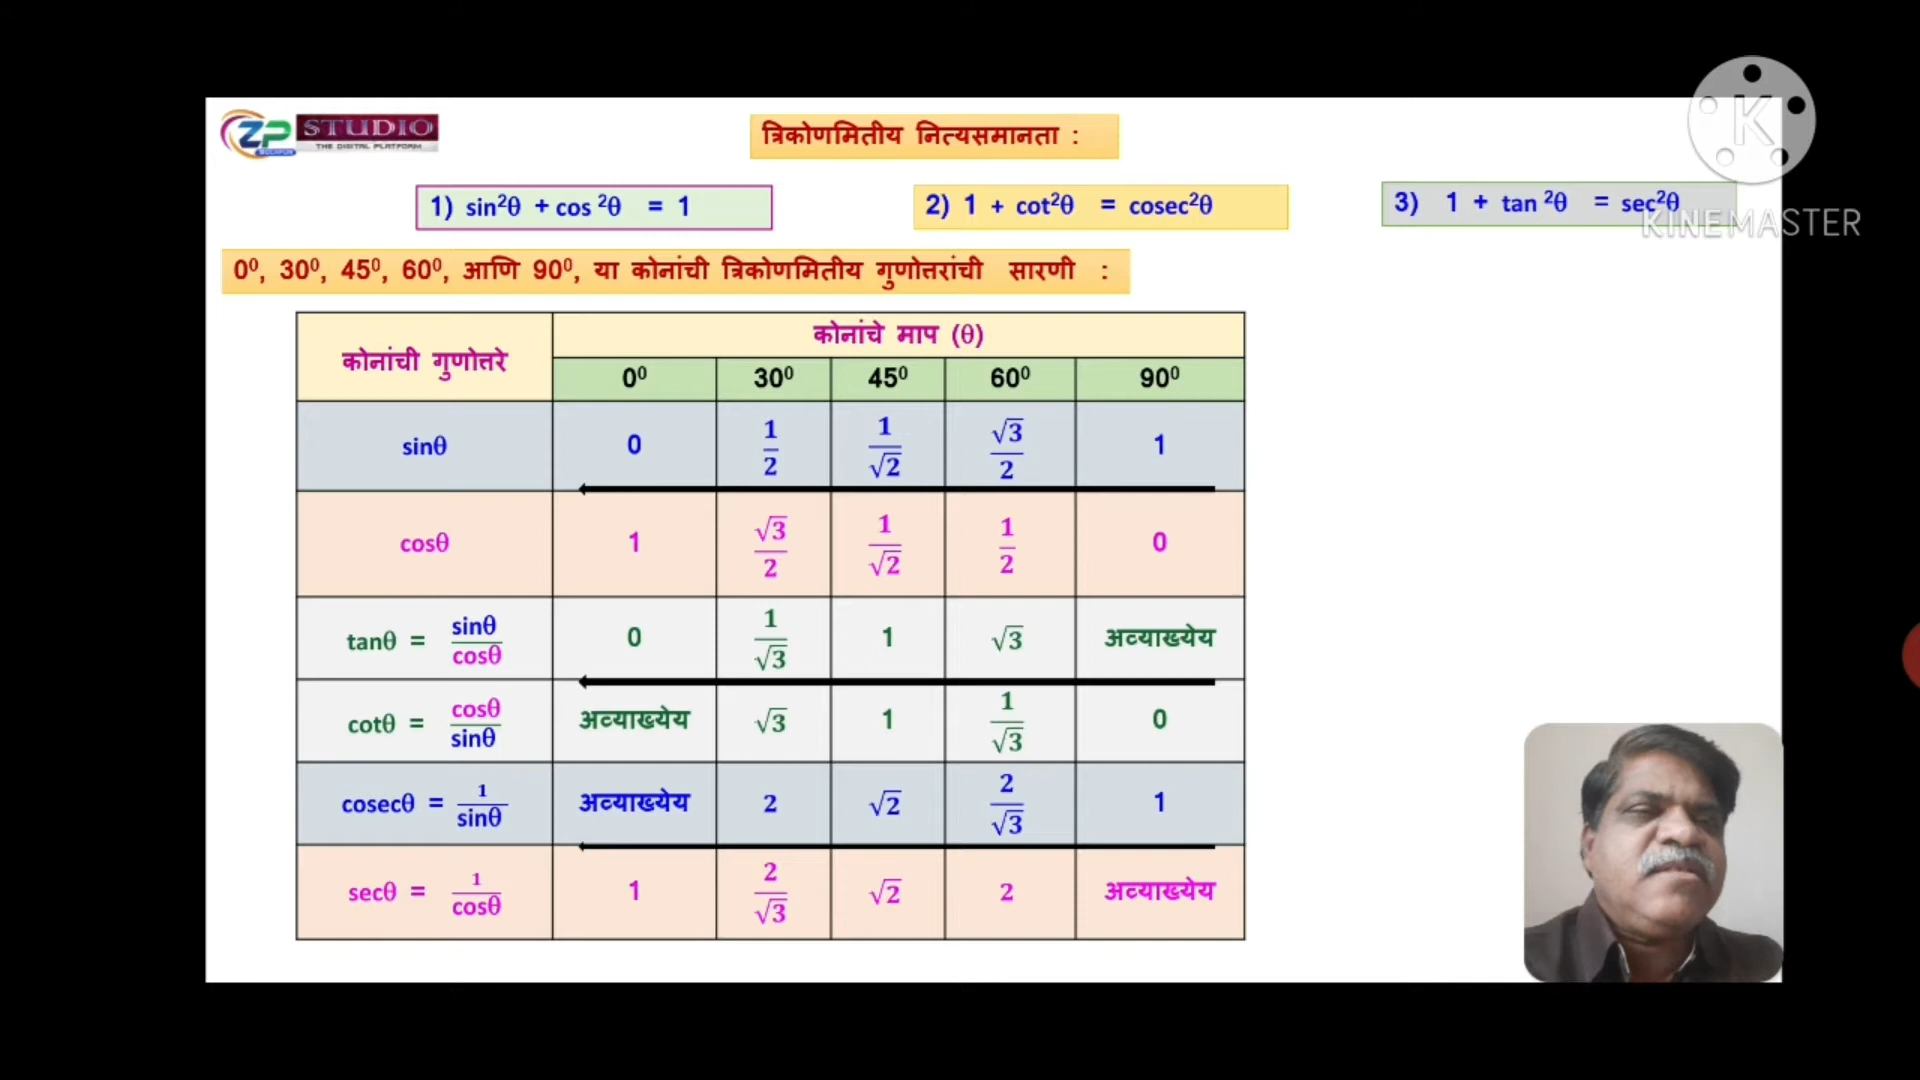 ZP STUDIO
THE DIGITAL PLATFORM
K
KINEMASTER
त्रिकोणमितीय नित्यसमानता :
1) sin²θ + cos ²θ = 1
2) 1 + cot²θ = cosec²θ
3) 1 + tan ²θ = sec²θ
0⁰, 30⁰, 45⁰, 60⁰, आणि 90⁰, या कोनांची त्रिकोणमितीय गुणोत्तरांची सारणी :
कोनांची गुणोत्तरे
कोनांचे माप (θ)
0⁰ 30⁰ 45⁰ 60⁰ 90⁰
sinθ 0 1/2 1/√2 √3/2 1
cosθ 1 √3/2 1/√2 1/2 0
tanθ = sinθ/cosθ 0 1/√3 1 √3 अव्याख्येय
cotθ = cosθ/sinθ अव्याख्येय √3 1 1/√3 0
cosecθ = 1/sinθ अव्याख्येय 2 √2 2/√3 1
secθ = 1/cosθ 1 2/√3 √2 2 अव्याख्येय